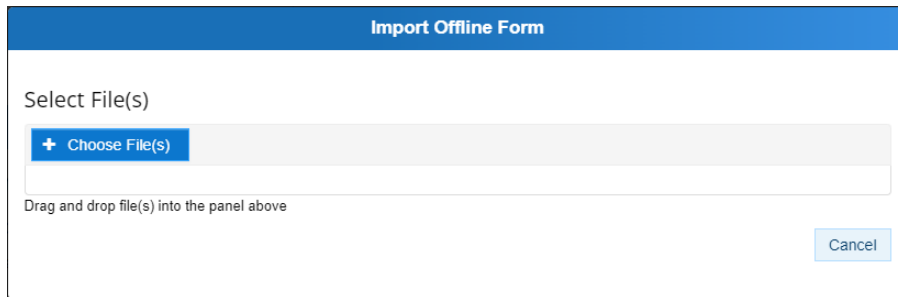 Import Offline Form
Select File(s)
+ Choose File(s)
Drag and drop file(s) into the panel above
Cancel